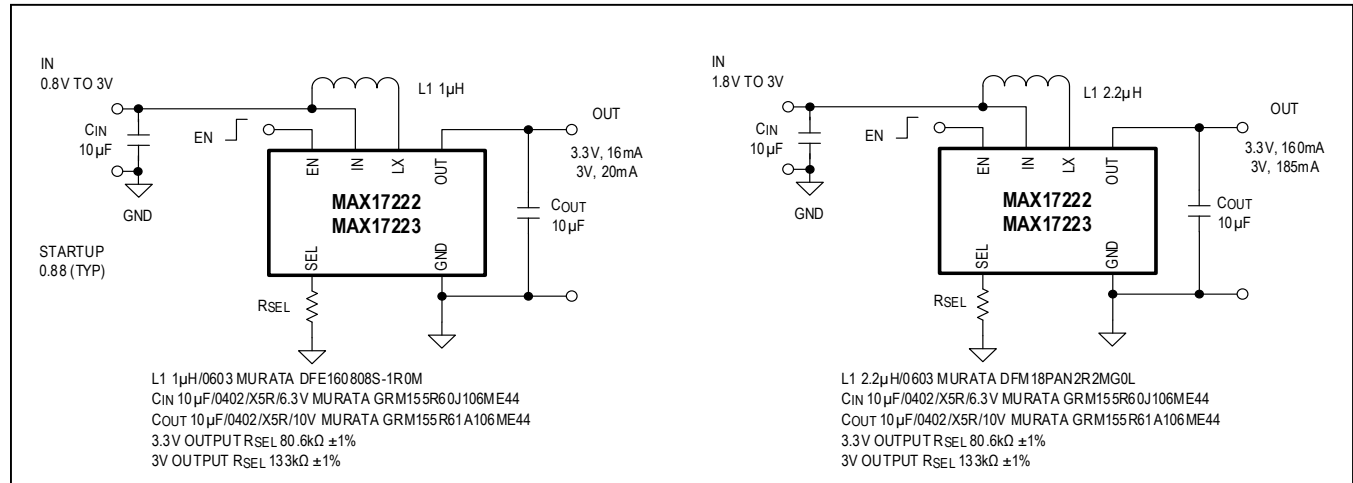 IN
0.8V TO 3V
L1 1µH
CIN
10µF
EN
EN
IN
LX
OUT
OUT
3.3V, 16mA
3V, 20mA
MAX17222
MAX17223
GND
COUT
10µF
STARTUP
0.88 (TYP)
SEL
GND
RSEL
L1 1µH/0603 MURATA DFE160808S-1R0M
CIN 10µF/0402/X5R/6.3V MURATA GRM155R60J106ME44
COUT 10µF/0402/X5R/10V MURATA GRM155R61A106ME44
3.3V OUTPUT RSEL 80.6kΩ ±1%
3V OUTPUT RSEL 133kΩ ±1%
IN
1.8V TO 3V
L1 2.2µH
CIN
10µF
EN
EN
IN
LX
OUT
OUT
3.3V, 160mA
3V, 185mA
MAX17222
MAX17223
GND
COUT
10µF
SEL
GND
RSEL
L1 2.2µH/0603 MURATA DFM18PAN2R2MG0L
CIN 10µF/0402/X5R/6.3V MURATA GRM155R60J106ME44
COUT 10µF/0402/X5R/10V MURATA GRM155R61A106ME44
3.3V OUTPUT RSEL 80.6kΩ ±1%
3V OUTPUT RSEL 133kΩ ±1%